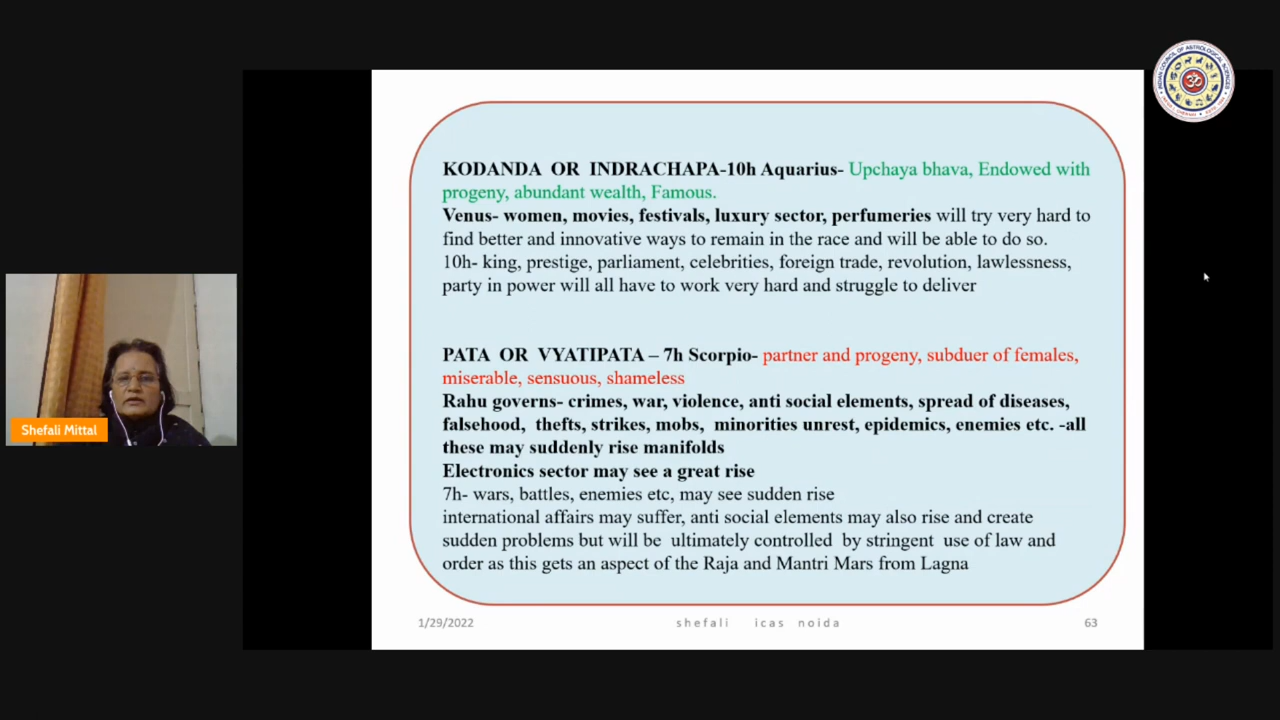 KODANDA OR INDRACHAPA-10h Aquarius- Upchaya bhava, Endowed with
progeny, abundant wealth, Famous.
Venus- women, movies, festivals, luxury sector, perfumeries will try very hard to
find better and innovative ways to remain in the race and will be able to do so.
10h- king, prestige, parliament, celebrities, foreign trade, revolution, lawlessness,
party in power will all have to work very hard and struggle to deliver
PATA OR VYATIPATA – 7h Scorpio- partner and progeny, subduer of females,
miserable, sensuous, shameless
Rahu governs- crimes, war, violence, anti social elements, spread of diseases,
falsehood, thefts, strikes, mobs, minorities unrest, epidemics, enemies etc. -all
these may suddenly rise manifolds
Electronics sector may see a great rise
7h- wars, battles, enemies etc, may see sudden rise
international affairs may suffer, anti social elements may also rise and create
sudden problems but will be ultimately controlled by stringent use of law and
order as this gets an aspect of the Raja and Mantri Mars from Lagna
1/29/2022 shefali icas noida 63
Shefali Mittal
INDIAN COUNCIL OF ASTROLOGICAL SCIENCES